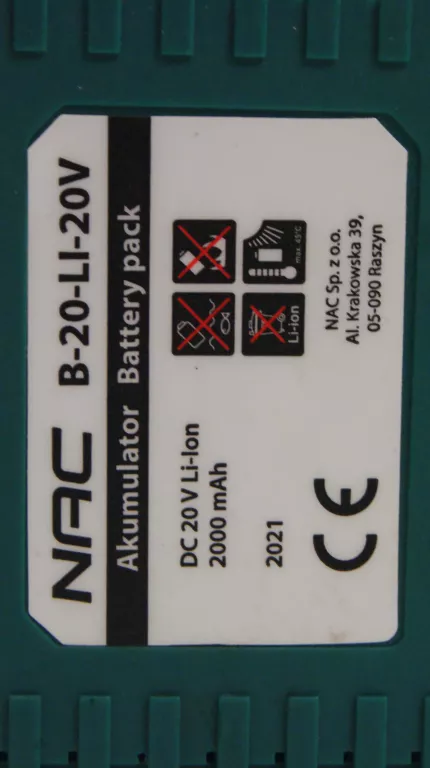 NAC B-20-LI-20V
Akumulator Battery pack
DC 20 V Li-Ion
2000 mAh
2021
max. 45°C
Li-ion
NAC Sp. z o.o.
Al. Krakowska 39,
05-090 Raszyn
CE